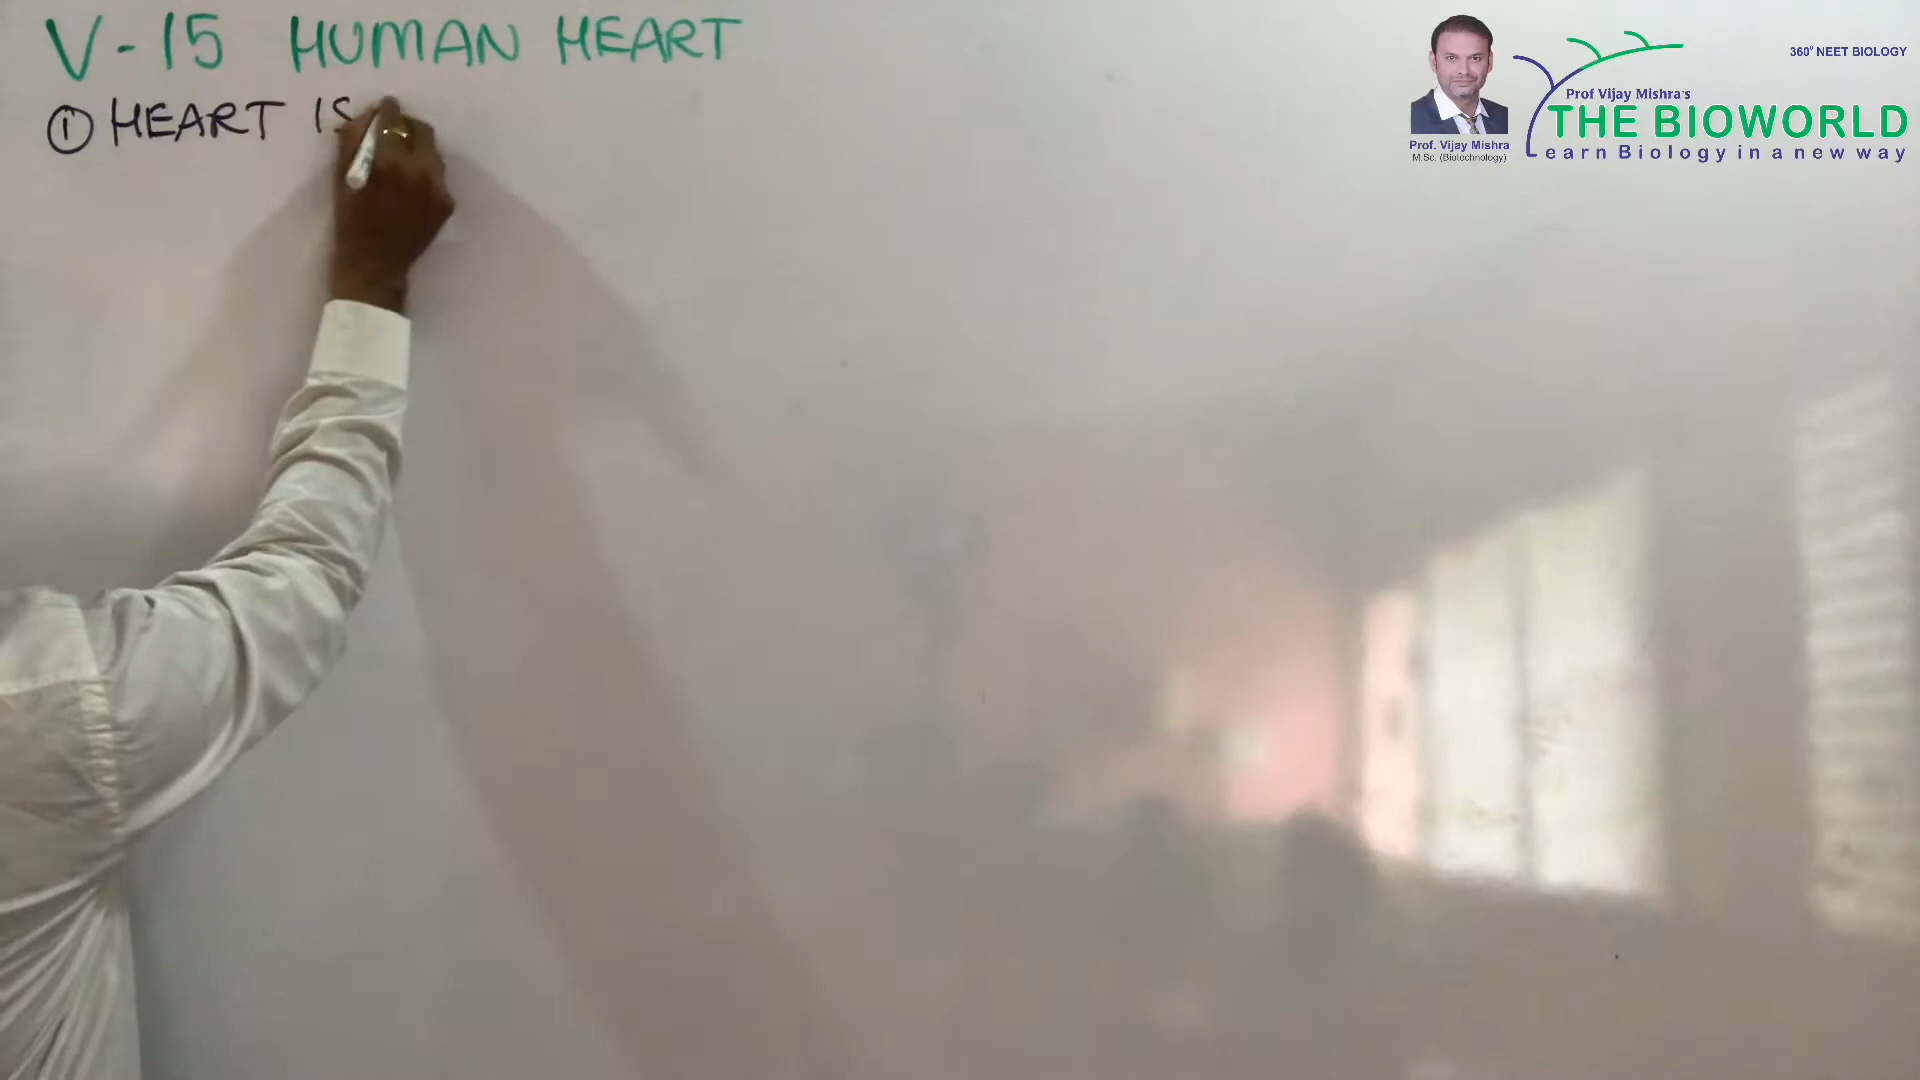 V-15 HUMAN HEART
① HEART IS
360° NEET BIOLOGY
Prof Vijay Mishra's
THE BIOWORLD
Learn Biology in a new way
Prof. Vijay Mishra
M.Sc. (Biotechnology)